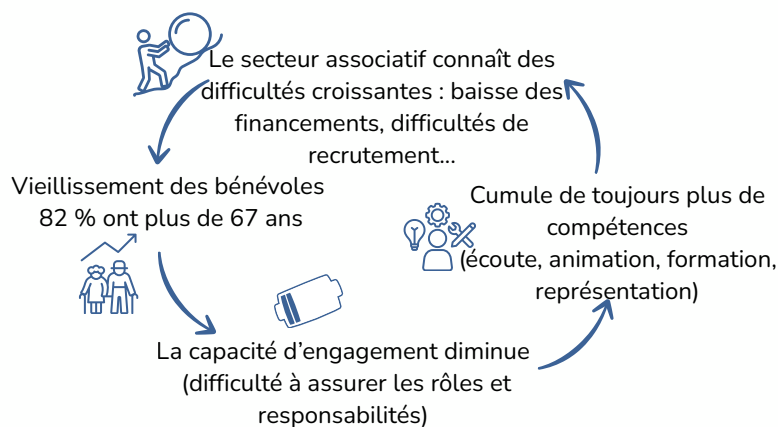 Le secteur associatif connaît des
difficultés croissantes : baisse des
financements, difficultés de
recrutement...
Vieillissement des bénévoles
82 % ont plus de 67 ans
Cumule de toujours plus de
compétences
(écoute, animation, formation,
représentation)
La capacité d’engagement diminue
(difficulté à assurer les rôles et
responsabilités)